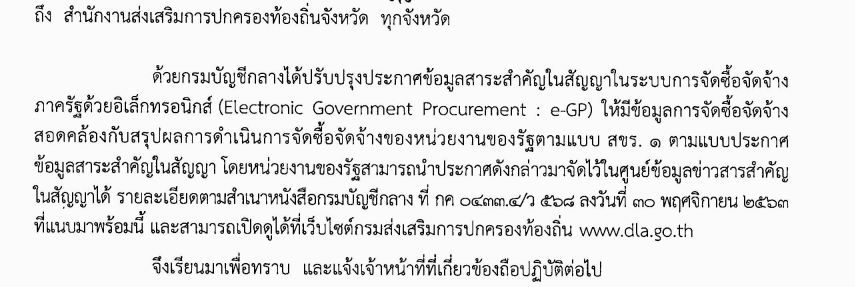 ถึง สำนักงานส่งเสริมการปกครองท้องถิ่นจังหวัด ทุกจังหวัด
ด้วยกรมบัญชีกลางได้ปรับปรุงประกาศข้อมูลสาระสำคัญในสัญญาในระบบการจัดซื้อจัดจ้าง
ภาครัฐด้วยอิเล็กทรอนิกส์ (Electronic Government Procurement : e-GP) ให้มีข้อมูลการจัดซื้อจัดจ้าง
สอดคล้องกับสรุปผลการดำเนินการจัดซื้อจัดจ้างของหน่วยงานของรัฐตามแบบ สขร. ๑ ตามแบบประกาศ
ข้อมูลสาระสำคัญในสัญญา โดยหน่วยงานของรัฐสามารถนำประกาศดังกล่าวมาจัดไว้ในศูนย์ข้อมูลข่าวสารสำคัญ
ในสัญญาได้ รายละเอียดตามสำเนาหนังสือกรมบัญชีกลาง ที่ กค ๐๔๓๓.๔/ว ๕๖๘ ลงวันที่ ๓๐ พฤศจิกายน ๒๕๖๓
ที่แนบมาพร้อมนี้ และสามารถเปิดดูได้ที่เว็บไซต์กรมส่งเสริมการปกครองท้องถิ่น www.dla.go.th
จึงเรียนมาเพื่อทราบ และแจ้งเจ้าหน้าที่ที่เกี่ยวข้องถือปฏิบัติต่อไป